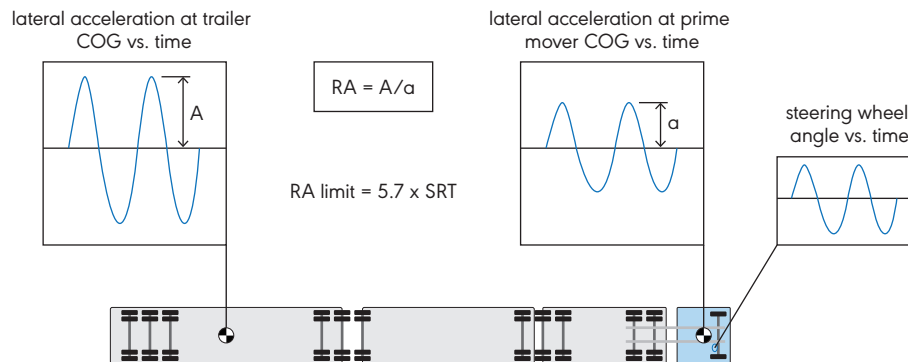 lateral acceleration at trailer
COG vs. time
A
RA = A/a
RA limit = 5.7 x SRT
lateral acceleration at prime
mover COG vs. time
a
steering wheel
angle vs. time